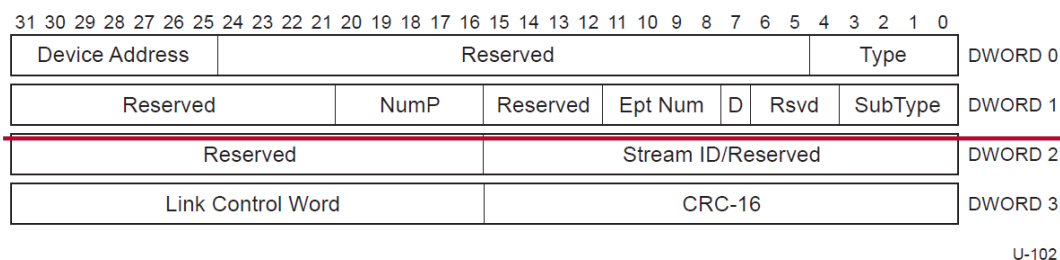 31 30 29 28 27 26 25 24 23 22 21 20 19 18 17 16 15 14 13 12 11 10 9 8 7 6 5 4 3 2 1 0
Device Address Reserved Type DWORD 0
Reserved NumP Reserved Ept Num D Rsvd SubType DWORD 1
Reserved Stream ID/Reserved DWORD 2
Link Control Word CRC-16 DWORD 3
U-102